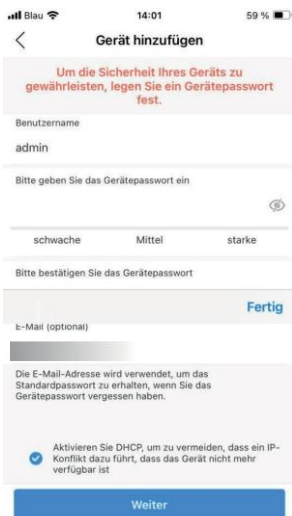 Blau 14:01 59 %
Gerät hinzufügen
Um die Sicherheit Ihres Geräts zu
gewährleisten, legen Sie ein Gerätepasswort
fest.
Benutzername
admin
Bitte geben Sie das Gerätepasswort ein
schwache Mittel starke
Bitte bestätigen Sie das Gerätepasswort
Fertig
E-Mail (optional)
Die E-Mail-Adresse wird verwendet, um das
Standardpasswort zu erhalten, wenn Sie das
Gerätepasswort vergessen haben.
Aktivieren Sie DHCP, um zu vermeiden, dass ein IP-
Konflikt dazu führt, dass das Gerät nicht mehr
verfügbar ist
Weiter